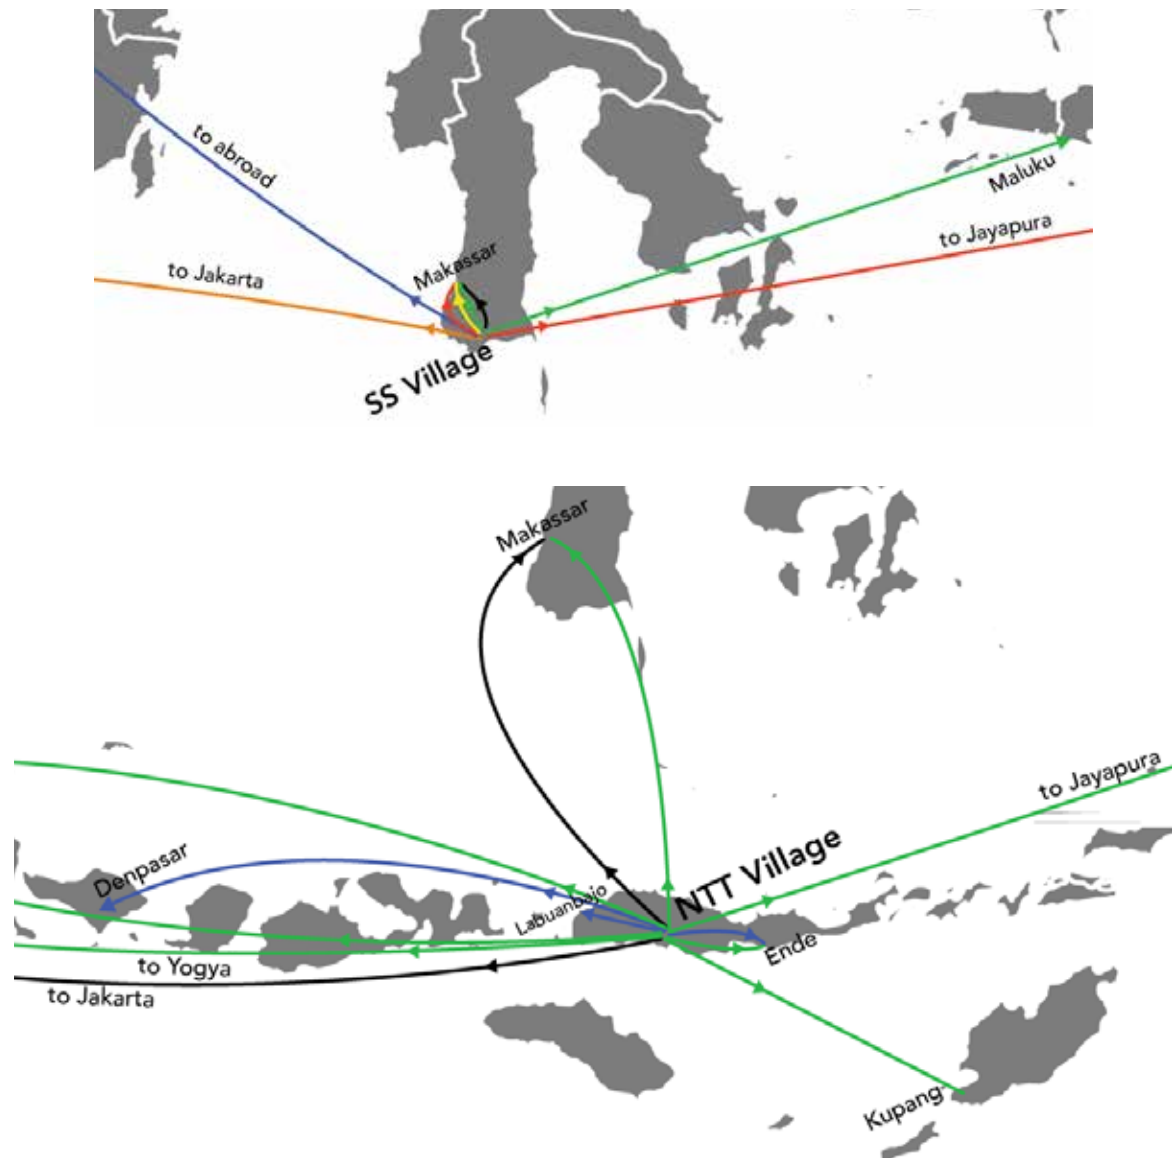 to abroad
Maluku
to Jayapura
to Jakarta
Makassar
SS Village
Makassar
to Jayapura
NTT Village
Denpasar
Labuanbajo
Ende
to Yogya
to Jakarta
Kupang